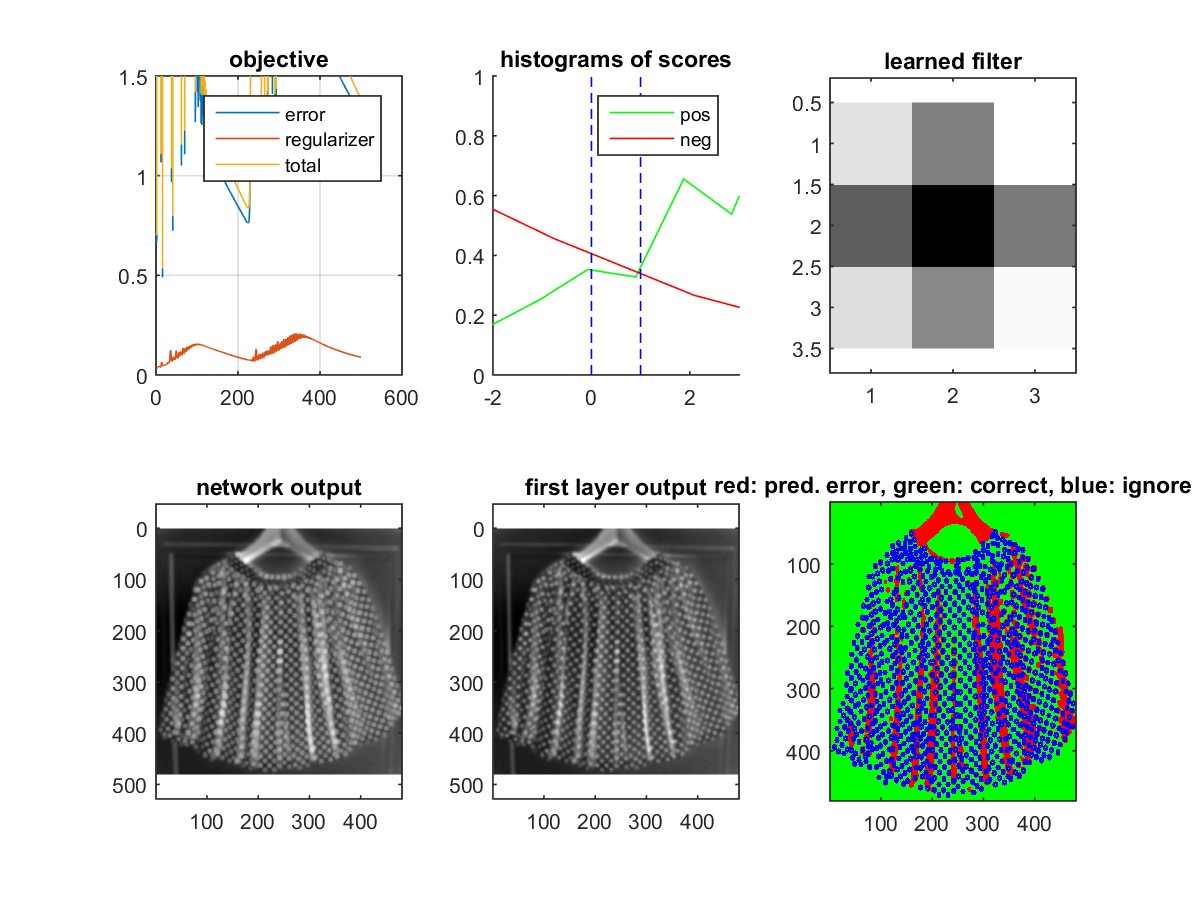 objective
1.5
1
0.5
0
0 200 400 600
error
regularizer
total
histograms of scores
1
0.8
0.6
0.4
0.2
0
-2 0 2
pos
neg
learned filter
0.5
1
1.5
2
2.5
3
3.5
1 2 3
network output
0
100
200
300
400
500
100 200 300 400
first layer output
0
100
200
300
400
500
100 200 300 400
red: pred. error, green: correct, blue: ignore
100
200
300
400
100 200 300 400